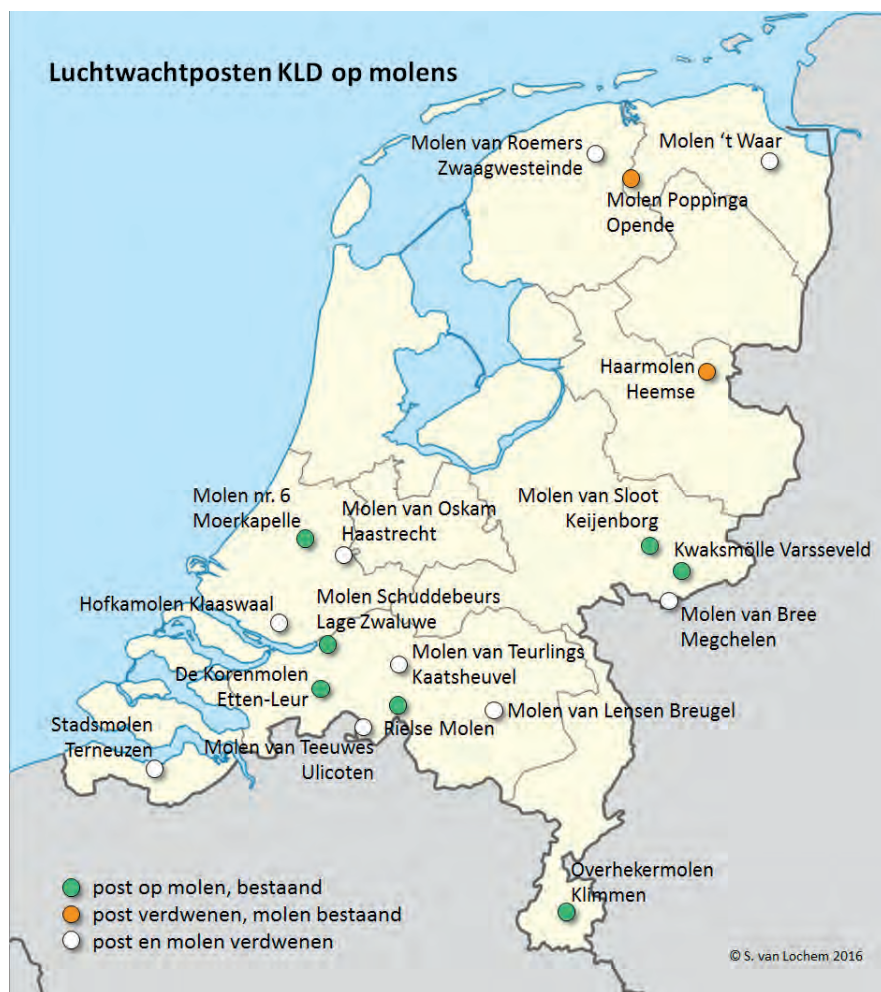 Luchtwachtposten KLD op molens
Molen van Roemers
Zwaagwesteinde
Molen ‘t Waar
Molen Poppinga
Opende
Haarmolen
Heemse
Molen nr. 6
Moerkapelle
Molen van Oskam
Haastrecht
Molen van Sloot
Keijenborg
Kwaksmölle Varsseveld
Hofkamolen Klaaswaal
Molen Schuddebeurs
Lage Zwaluwe
Molen van Bree
Megchelen
Molen van Teurlings
Kaatsheuvel
De Korenmolen
Etten-Leur
Molen van Lensen Breugel
Stadsmolen
Terneuzen
Rielse Molen
Molen van Teeuwes
Ulicoten
Overhekermolen
Klimmen
post op molen, bestaand
post verdwenen, molen bestaand
post en molen verdwenen
© S. van Lochem 2016